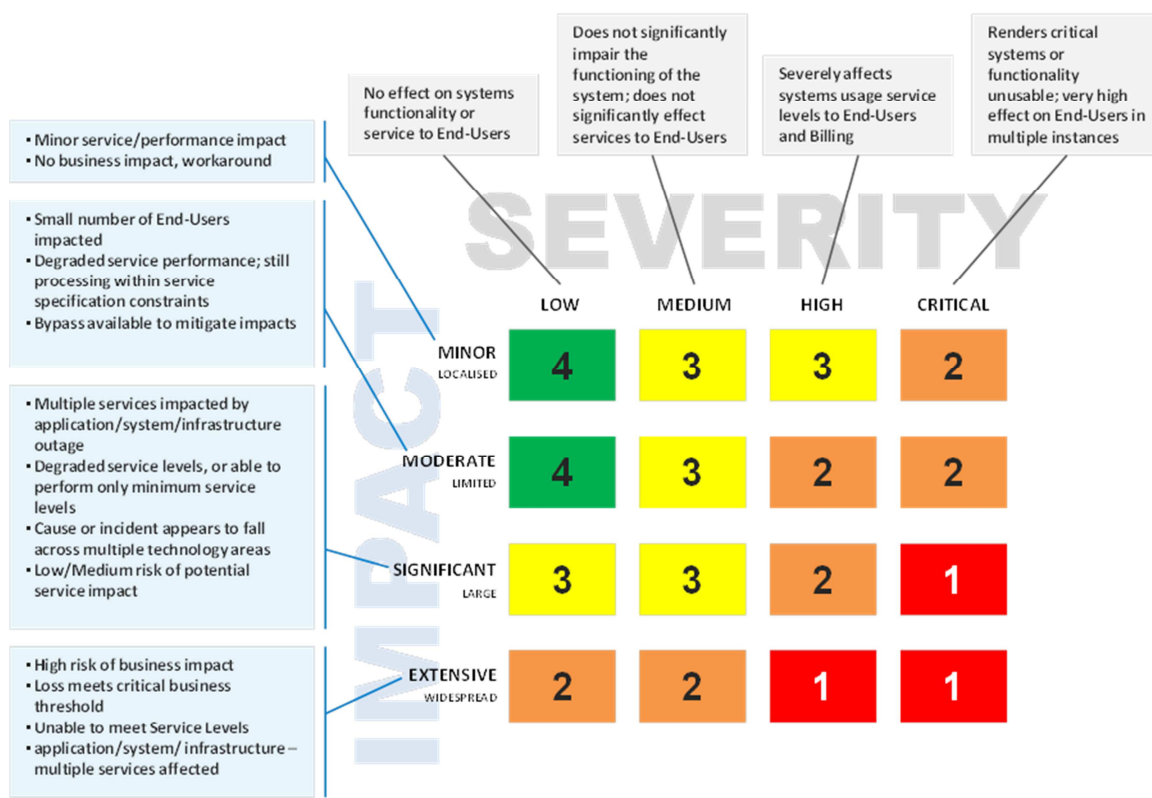 No effect on systems
functionality or
service to End-Users
Does not significantly
impair the
functioning of the
system; does not
significantly effect
services to End-Users
Severely affects
systems usage service
levels to End-Users
and Billing
Renders critical
systems or
functionality
unusable; very high
effect on End-Users in
multiple instances
▪ Minor service/performance impact
▪ No business impact, workaround
▪ Small number of End-Users
impacted
▪ Degraded service performance; still
processing within service
specification constraints
▪ Bypass available to mitigate impacts
▪ Multiple services impacted by
application/system/infrastructure
outage
▪ Degraded service levels, or able to
perform only minimum service
levels
▪ Cause or incident appears to fall
across multiple technology areas
▪ Low/Medium risk of potential
service impact
▪ High risk of business impact
▪ Loss meets critical business
threshold
▪ Unable to meet Service Levels
▪ application/system/ infrastructure –
multiple services affected
SEVERITY
IMPACT
LOW MEDIUM HIGH CRITICAL
MINOR
LOCALISED
4 3 3 2
MODERATE
LIMITED
4 3 2 2
SIGNIFICANT
LARGE
3 3 2 1
EXTENSIVE
WIDESPREAD
2 2 1 1